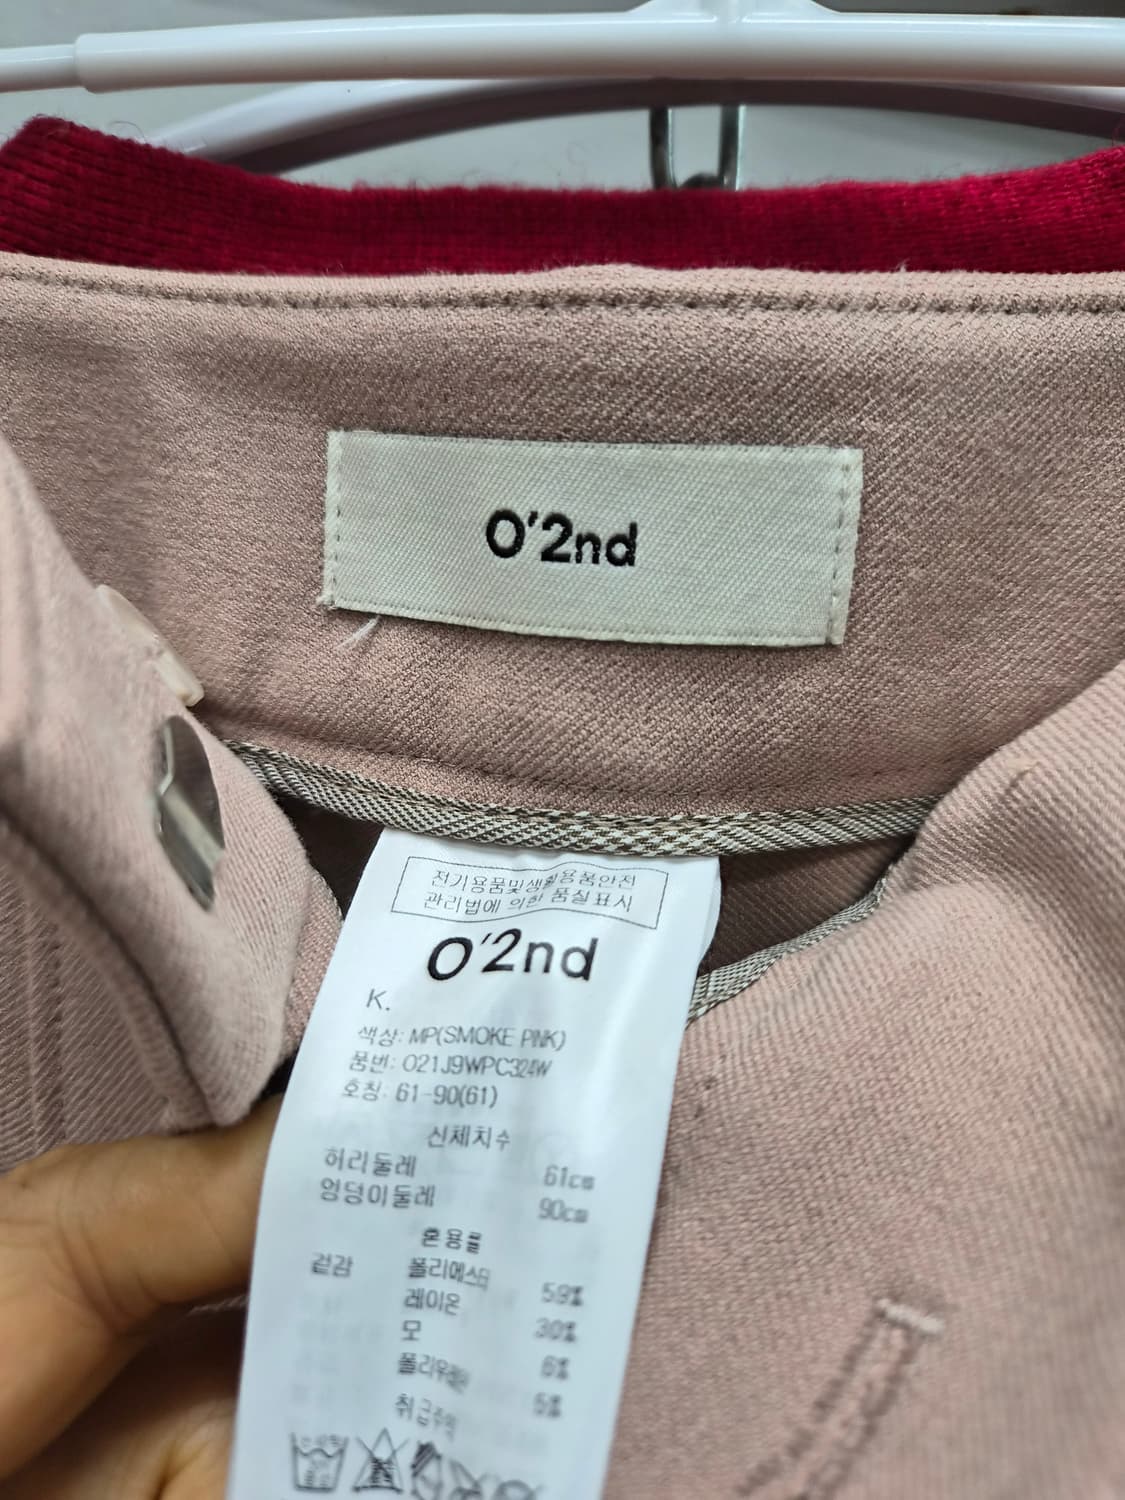 O'2nd
전기용품및생활용품안전
관리법에 의한 품실표시
O'2nd
K.
색상: MP(SMOKE PINK)
품번: O21J9WPC324W
호칭: 61-90(61)
신체치수
허리둘레 61cm
엉덩이둘레 90cm
혼용률
겉감 폴리에스터 59%
레이온 30%
모 6%
폴리우레탄 5%
취급주의